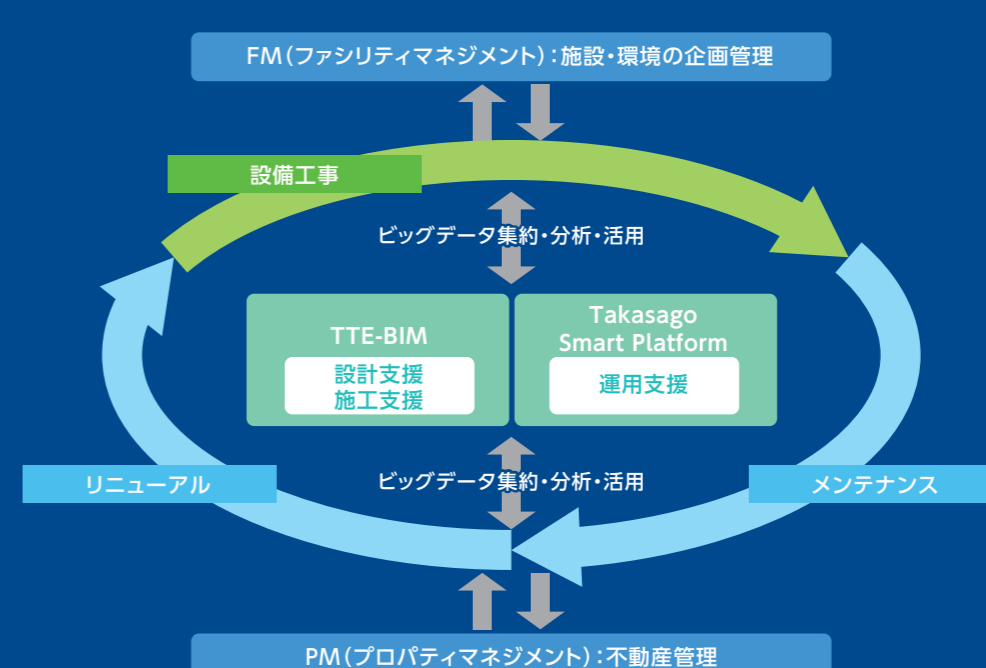 FM(ファシリティマネジメント):施設・環境の企画管理
設備工事
ビッグデータ集約・分析・活用
TTE-BIM
設計支援
施工支援
Takasago
Smart Platform
運用支援
リニューアル
ビッグデータ集約・分析・活用
メンテナンス
PM(プロパティマネジメント):不動産管理